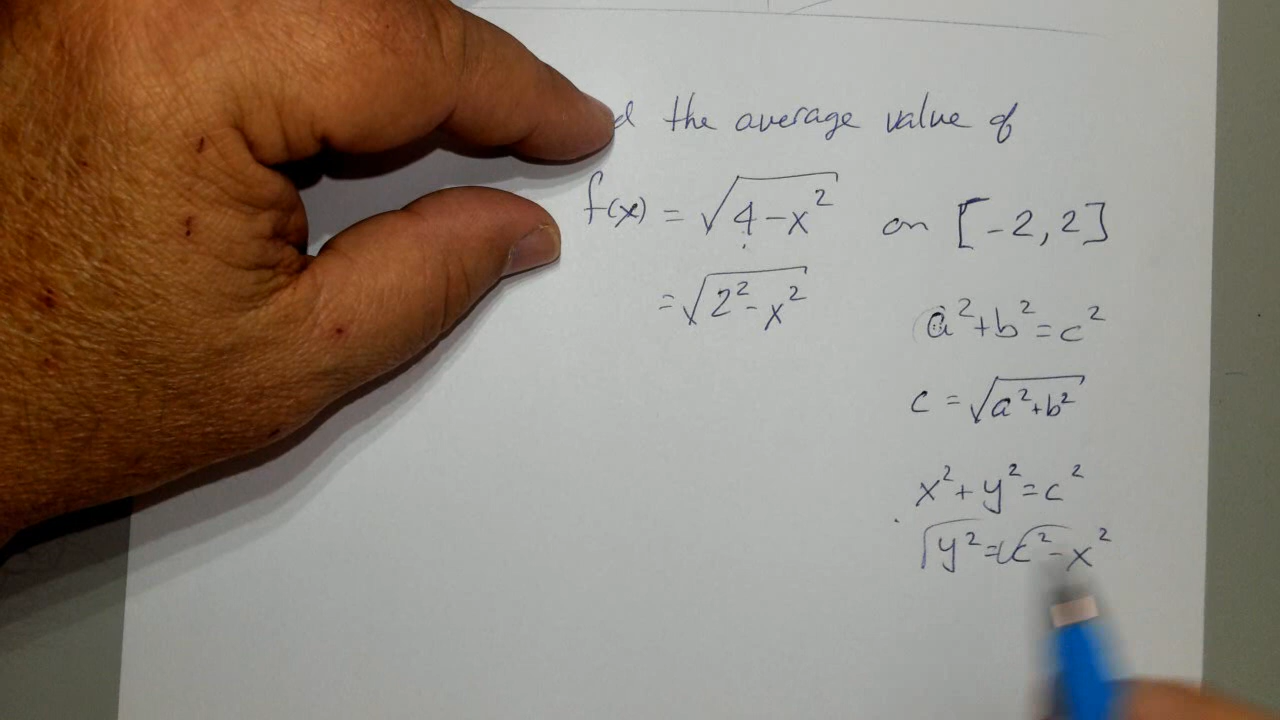 the average value of
f(x) = √4-x² on [-2,2]
= √2²-x²
a²+b²=c²
c = √a²+b²
x²+y²=c²
√y²=√c²-x²